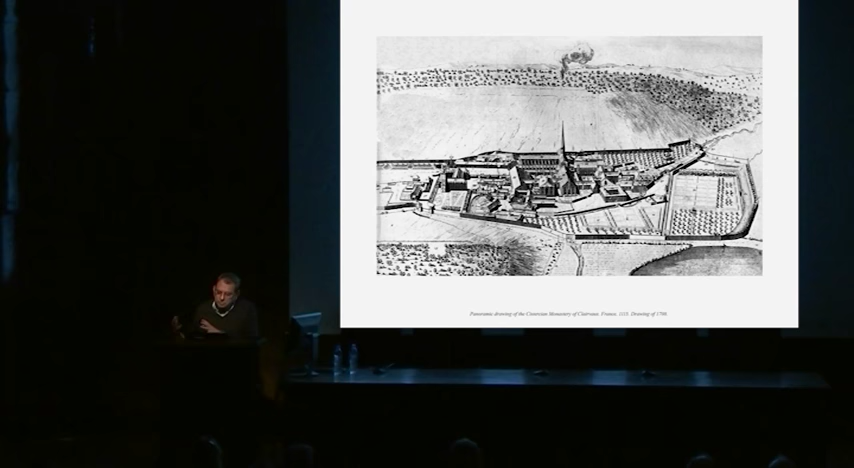 Panoramic drawing of the Cistercian Monastery of Clairvaux. France. 1115. Drawing of 1708.